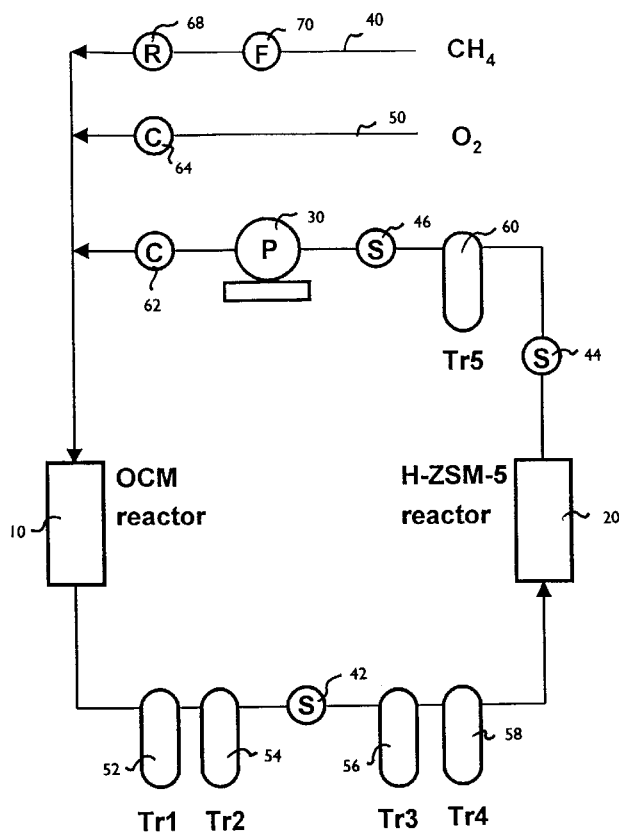 68 70 40
R F CH4
50
C O2
64
30 46 60
C P S
62
Tr5
S 44
OCM
reactor
H-ZSM-5
reactor
10
20
42
S
52 54 56 58
Tr1 Tr2 Tr3 Tr4